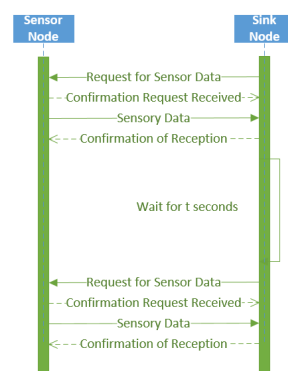 Sensor
Node
Sink
Node
Request for Sensor Data
Confirmation Request Received
Sensory Data
Confirmation of Reception
Wait for t seconds
Request for Sensor Data
Confirmation Request Received
Sensory Data
Confirmation of Reception